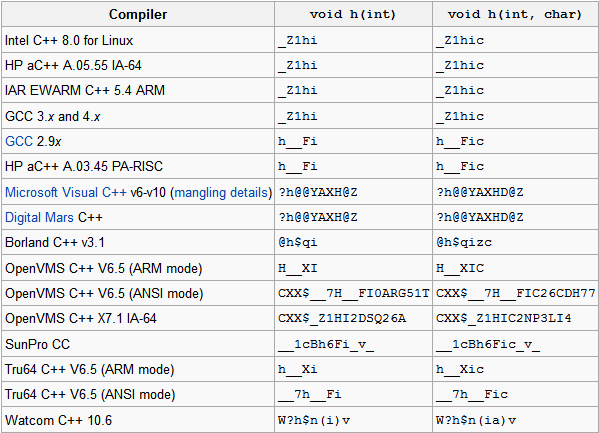 Compiler void h(int) void h(int, char)
Intel C++ 8.0 for Linux _Z1hi _Z1hic
HP aC++ A.05.55 IA-64 _Z1hi _Z1hic
IAR EWARM C++ 5.4 ARM _Z1hi _Z1hic
GCC 3.x and 4.x _Z1hi _Z1hic
GCC 2.9x h__Fi h__Fic
HP aC++ A.03.45 PA-RISC h__Fi h__Fic
Microsoft Visual C++ v6-v10 (mangling details) ?h@@YAXH@Z ?h@@YAXHD@Z
Digital Mars C++ ?h@@YAXH@Z ?h@@YAXHD@Z
Borland C++ v3.1 @h$qi @h$qizc
OpenVMS C++ V6.5 (ARM mode) H__XI H__XIC
OpenVMS C++ V6.5 (ANSI mode) CXX$__7H__FI0ARG51T CXX$__7H__FIC26CDH77
OpenVMS C++ X7.1 IA-64 CXX$_Z1HI2DSQ26A CXX$_Z1HIC2NP3LI4
SunPro CC __1cBh6Fi_v_ __1cBh6Fic_v_
Tru64 C++ V6.5 (ARM mode) h__Xi h__Xic
Tru64 C++ V6.5 (ANSI mode) __7h__Fi __7h__Fic
Watcom C++ 10.6 W?h$n(i)v W?h$n(ia)v